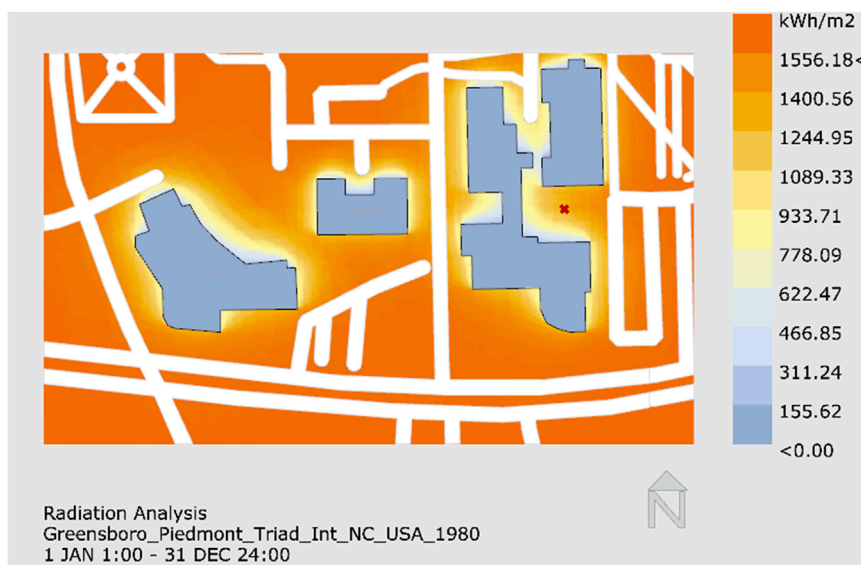 kWh/m2
1556.18<
1400.56
1244.95
1089.33
933.71
778.09
622.47
466.85
311.24
155.62
<0.00
N
Radiation Analysis
Greensboro_Piedmont_Triad_Int_NC_USA_1980
1 JAN 1:00 - 31 DEC 24:00